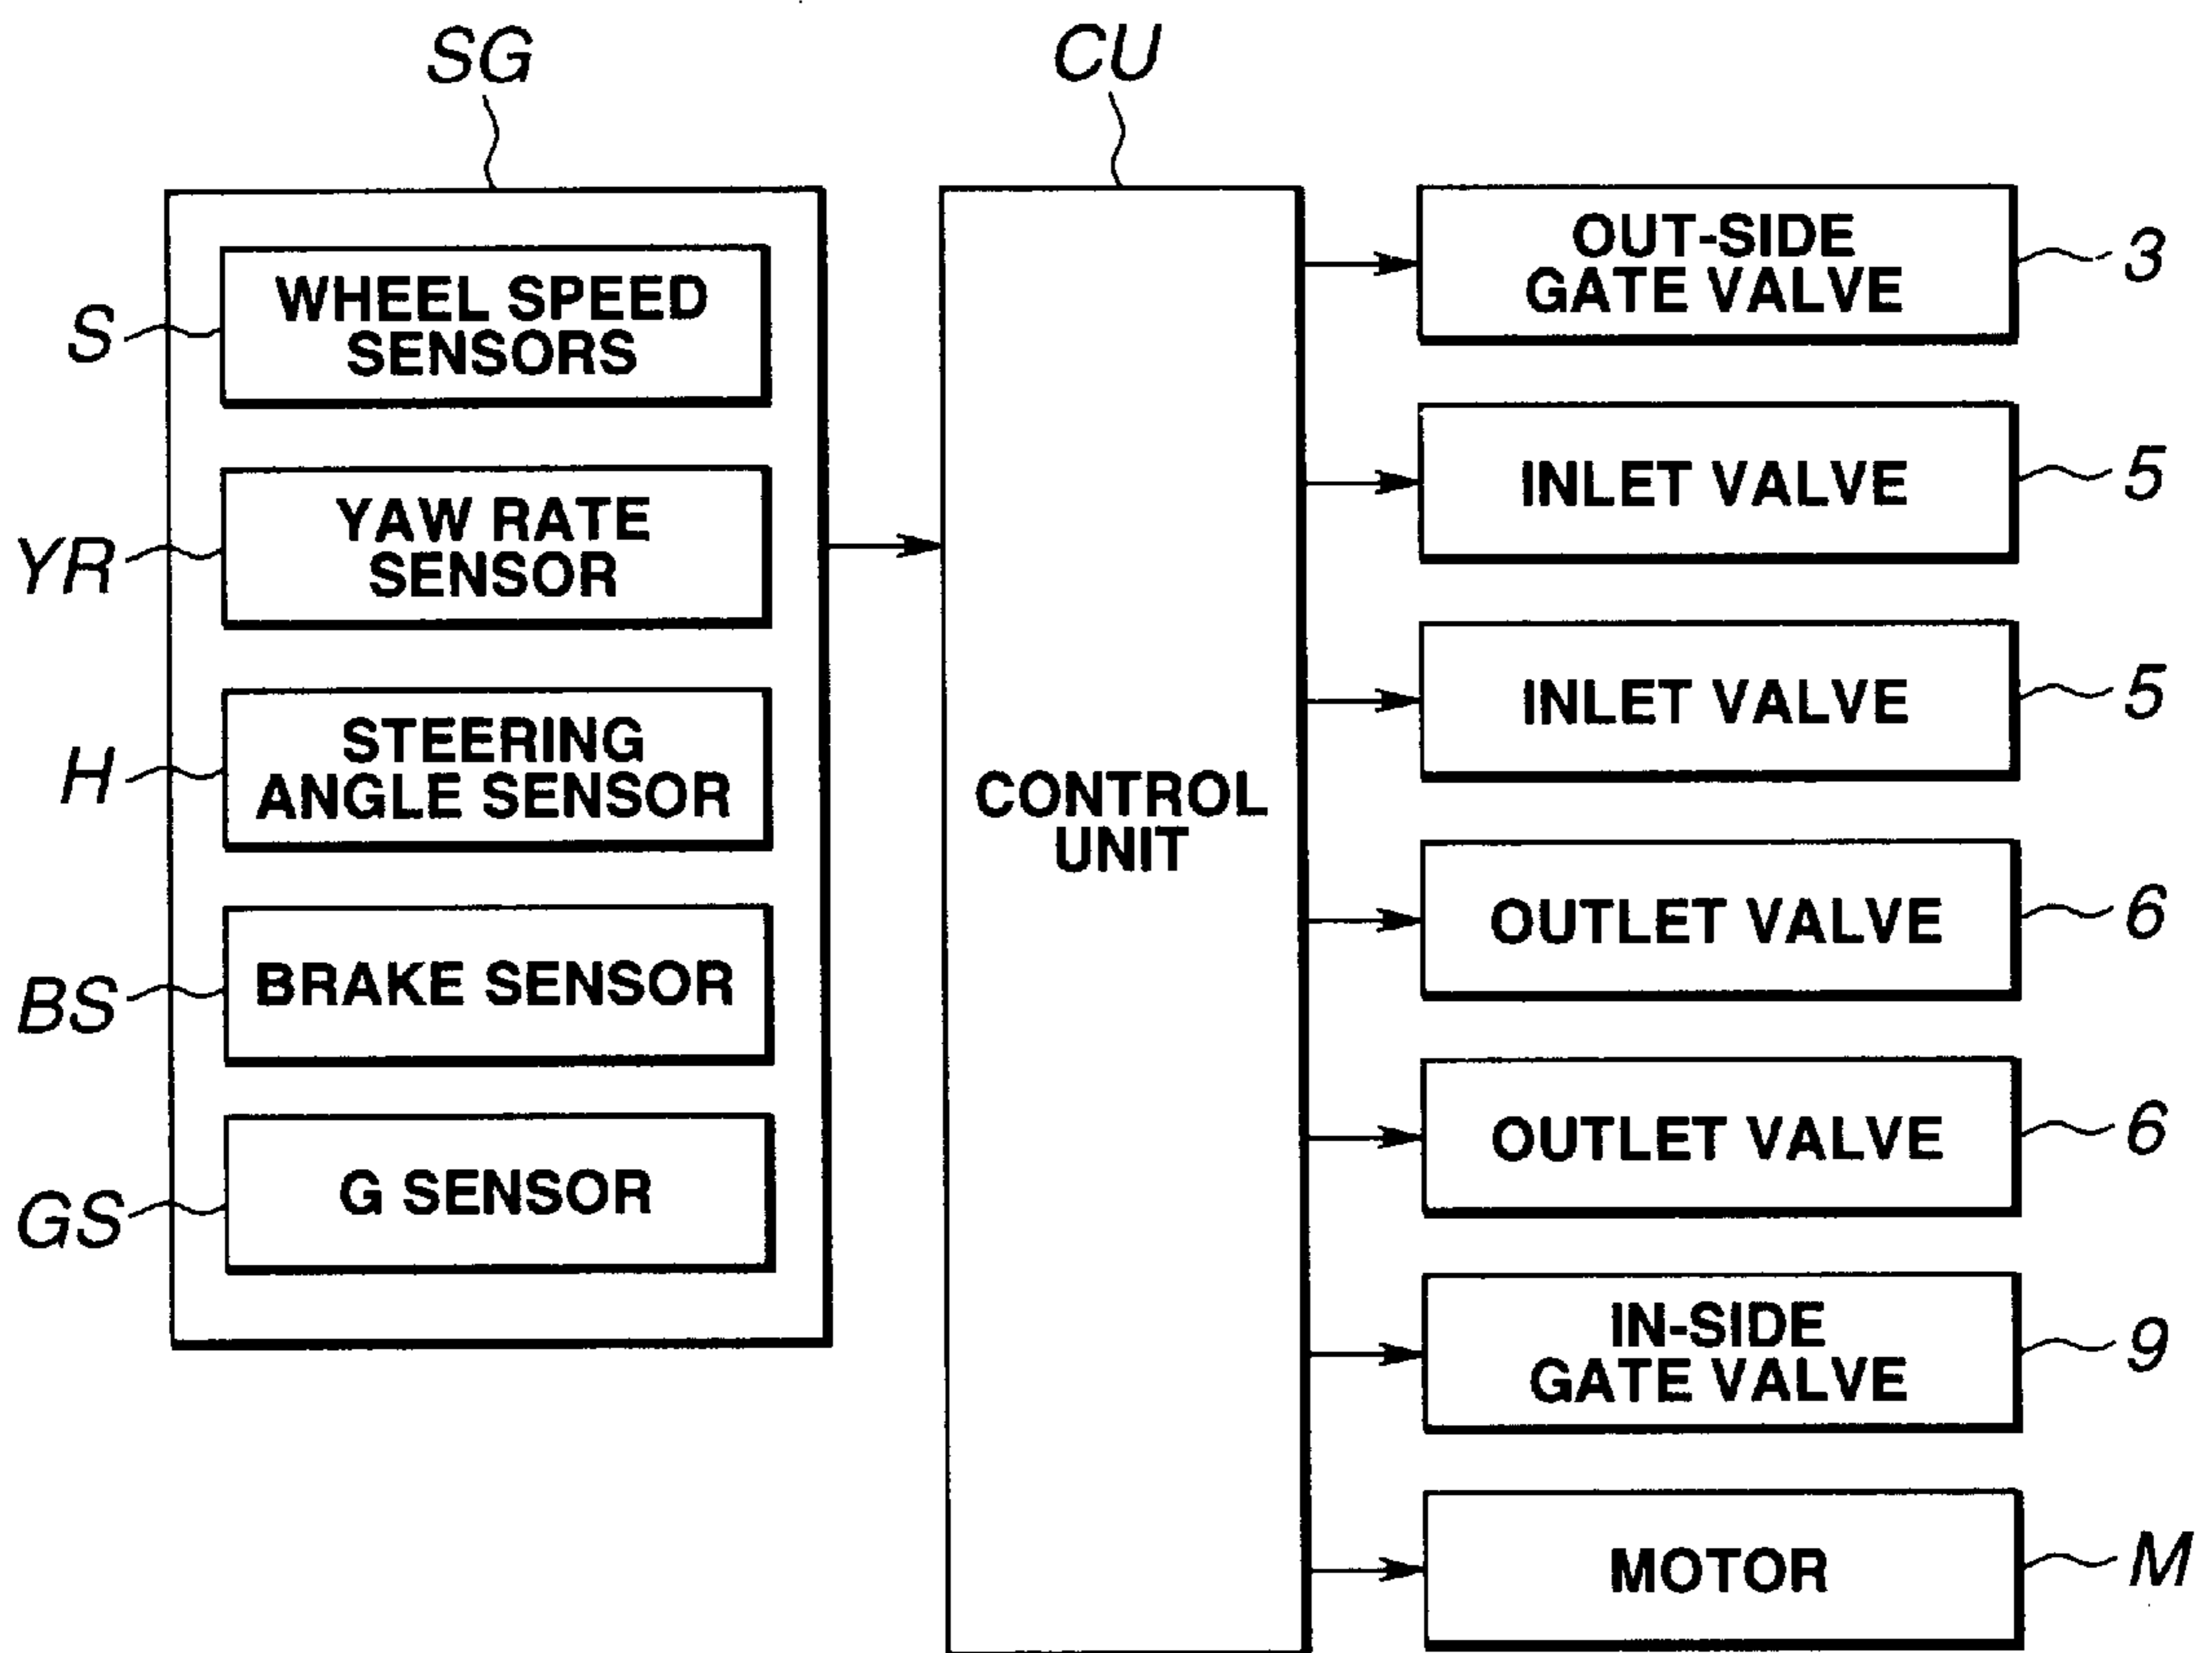 SG
CU
WHEEL SPEED
SENSORS
S
YAW RATE
SENSOR
YR
STEERING
ANGLE SENSOR
H
BRAKE SENSOR
BS
G SENSOR
GS
CONTROL
UNIT
OUT-SIDE
GATE VALVE
3
INLET VALVE
5
INLET VALVE
5
OUTLET VALVE
6
OUTLET VALVE
6
IN-SIDE
GATE VALVE
9
MOTOR
M